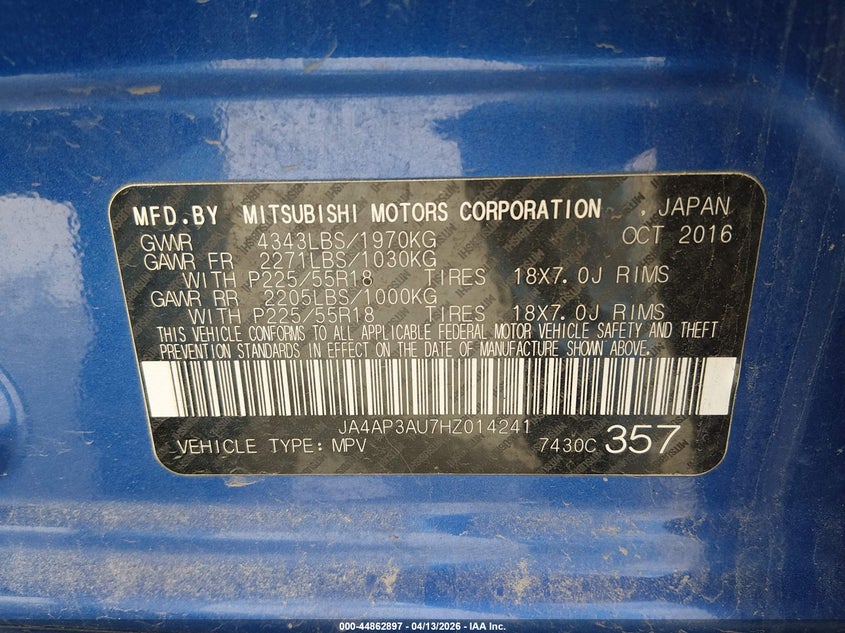 MFD.BY MITSUBISHI MOTORS CORPORATION , JAPAN
GVWR 4343LBS/1970KG OCT 2016
GAWR FR 2271LBS/1030KG
WITH P225/55R18 TIRES 18X7.0J RIMS
GAWR RR 2205LBS/1000KG
WITH P225/55R18 TIRES 18X7.0J RIMS
THIS VEHICLE CONFORMS TO ALL APPLICABLE FEDERAL MOTOR VEHICLE SAFETY AND THEFT
PREVENTION STANDARDS IN EFFECT ON THE DATE OF MANUFACTURE SHOWN ABOVE.
JA4AP3AU7HZ014241
VEHICLE TYPE: MPV 7430C 357
000-44862897 - 04/13/2026 - IAA Inc.